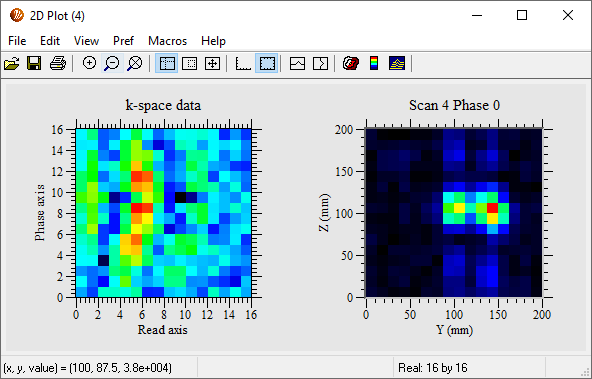 2D Plot (4)
File Edit View Pref Macros Help
k-space data
Scan 4 Phase 0
16
14
12
10
8
6
4
2
0
Phase axis
0 2 4 6 8 10 12 14 16
Read axis
200
150
100
50
0
Z (mm)
0 50 100 150 200
Y (mm)
(x, y, value) = (100, 87.5, 3.8e+004)
Real: 16 by 16